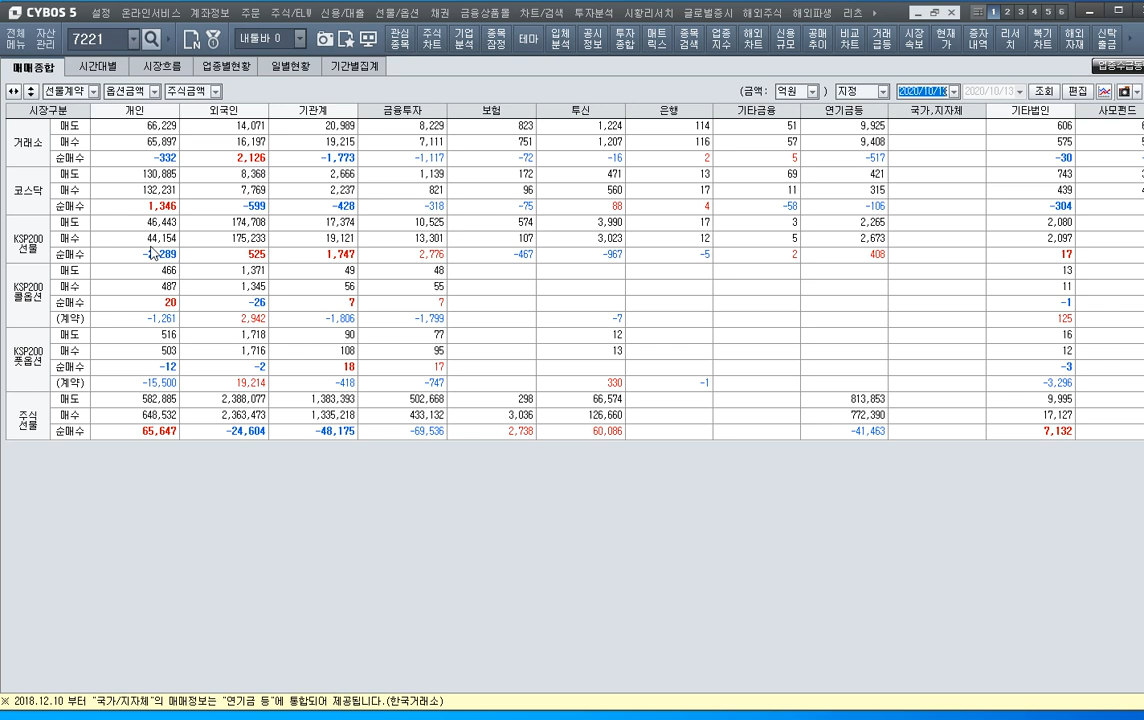 CYBOS 5 설정 온라인서비스 계좌정보 주문 주식/ELW 신용/대출 선물/옵션 채권 금융상품몰 차트/검색 투자분석 시황리서치 글로벌증시 해외주식 해외파생 리츠 1 2 3 4 5 6
전체메뉴 자산관리 7221 내툴바 0 관심종목 주식차트 기업분석 종목잠정 테마 입체분석 공시정보 투자종합 매트릭스 종목검색 업종지수 해외차트 신용규모 공매추이 비교차트 거래급등 시장속보 현재가 증자내역 리서치 복기차트 해외자재 신탁출금
매매종합 시간대별 시장흐름 업종별현황 일별현황 기간별집계
선물계약 옵션금액 주식금액 (금액: 억원 ) 지정 2020/10/13 2020/10/13 조회 편집
시장구분 개인 외국인 기관계 금융투자 보험 투신 은행 기타금융 연기금등 국가,지자체 기타법인 사모펀드
거래소
매도 66,229 14,071 20,989 8,229 823 1,224 114 51 9,925 606
매수 65,897 16,197 19,215 7,111 751 1,207 116 57 9,408 575
순매수 -332 2,126 -1,773 -1,117 -72 -16 2 5 -517 -30
코스닥
매도 130,885 8,368 2,666 1,139 172 471 13 69 421 743
매수 132,231 7,769 2,237 821 96 560 17 11 315 439
순매수 1,346 -599 -428 -318 -75 88 4 -58 -106 -304
KSP200 선물
매도 46,443 174,708 17,374 10,525 574 3,990 17 3 2,265 2,080
매수 44,154 175,233 19,121 13,301 107 3,023 12 5 2,673 2,097
순매수 -2,289 525 1,747 2,776 -467 -967 -5 2 408 17
KSP200 콜옵션
매도 466 1,371 49 48 13
매수 487 1,345 56 55 11
순매수 20 -26 7 7 -1
(계약) -1,261 2,942 -1,806 -1,799 -7 125
KSP200 풋옵션
매도 516 1,718 90 77 12 16
매수 503 1,716 108 95 13 12
순매수 -12 -2 18 17 -3
(계약) -15,500 19,214 -418 -747 330 -1 -3,296
주식 선물
매도 582,885 2,388,077 1,383,393 502,668 298 66,574 813,853 9,995
매수 648,532 2,363,473 1,335,218 433,132 3,036 126,660 772,390 17,127
순매수 65,647 -24,604 -48,175 -69,536 2,738 60,086 -41,463 7,132
※ 2018.12.10 부터 "국가/지자체"의 매매정보는 "연기금 등"에 통합되어 제공됩니다.(한국거래소)